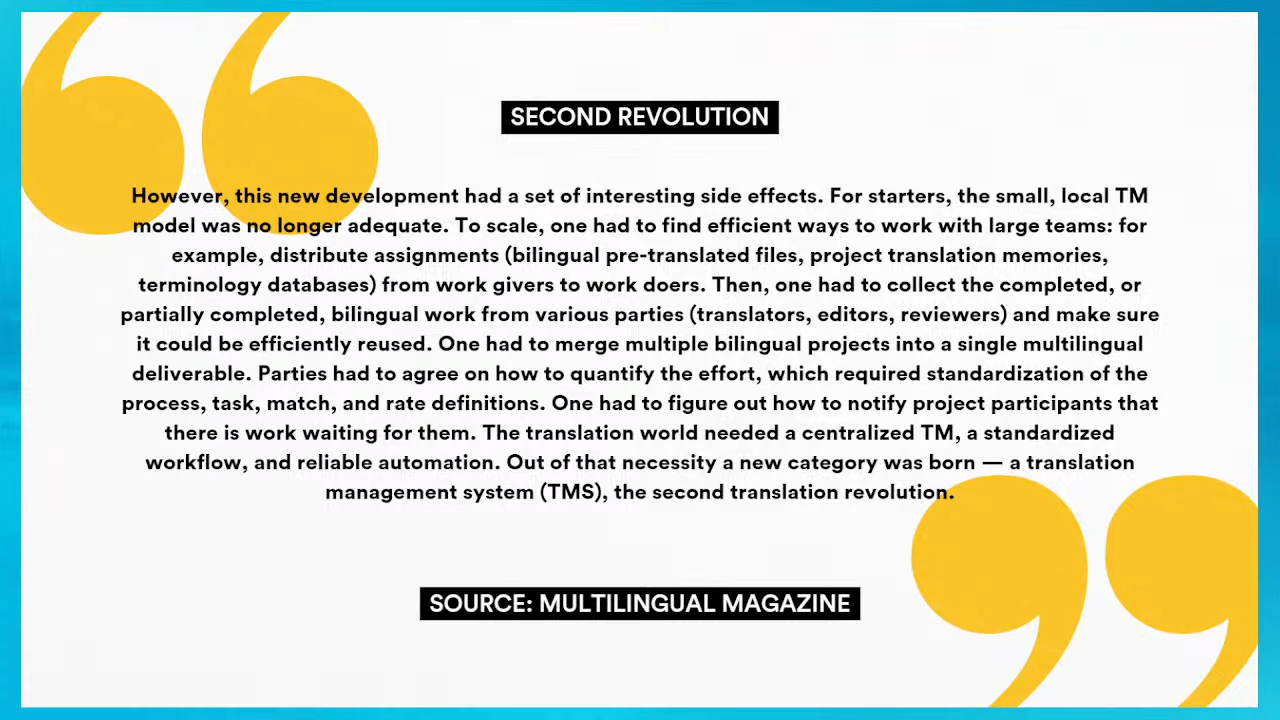 SECOND REVOLUTION
However, this new development had a set of interesting side effects. For starters, the small, local TM
model was no longer adequate. To scale, one had to find efficient ways to work with large teams: for
example, distribute assignments (bilingual pre-translated files, project translation memories,
terminology databases) from work givers to work doers. Then, one had to collect the completed, or
partially completed, bilingual work from various parties (translators, editors, reviewers) and make sure
it could be efficiently reused. One had to merge multiple bilingual projects into a single multilingual
deliverable. Parties had to agree on how to quantify the effort, which required standardization of the
process, task, match, and rate definitions. One had to figure out how to notify project participants that
there is work waiting for them. The translation world needed a centralized TM, a standardized
workflow, and reliable automation. Out of that necessity a new category was born — a translation
management system (TMS), the second translation revolution.
SOURCE: MULTILINGUAL MAGAZINE